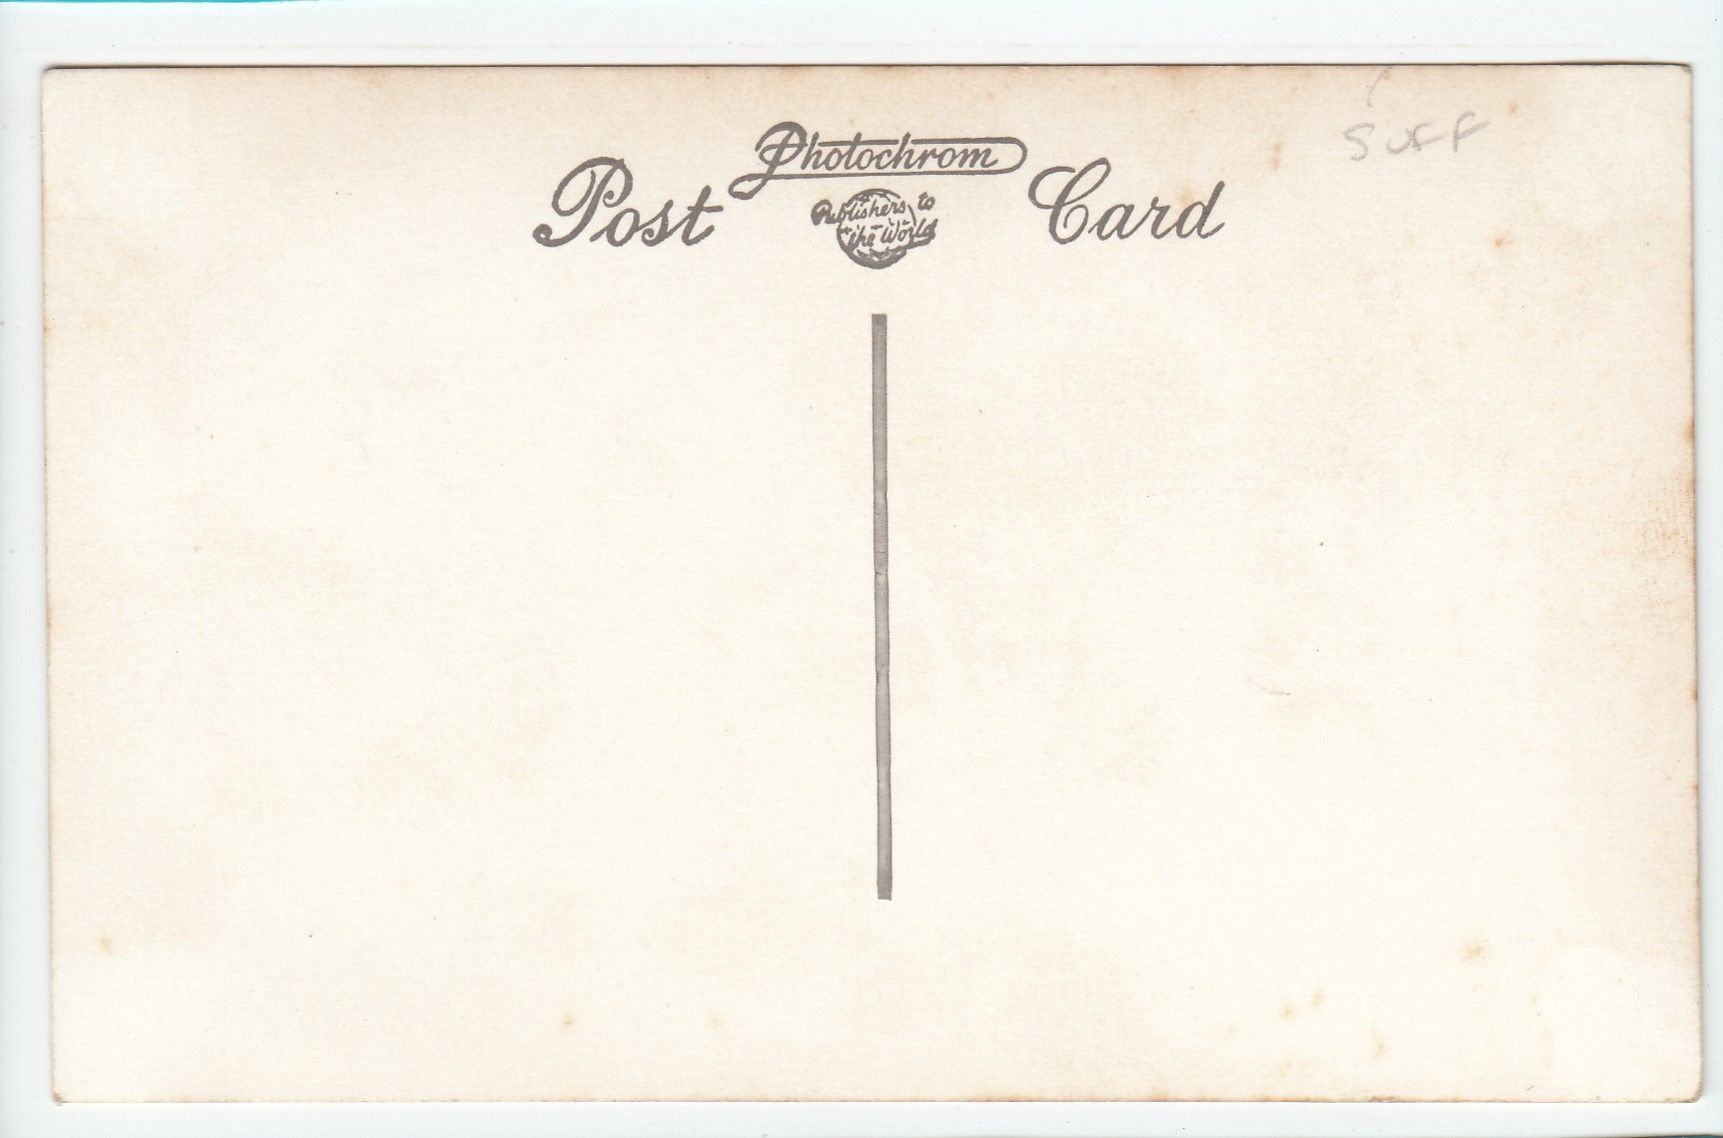 Photochrom
Post Card
Publishers to
the World
Suff